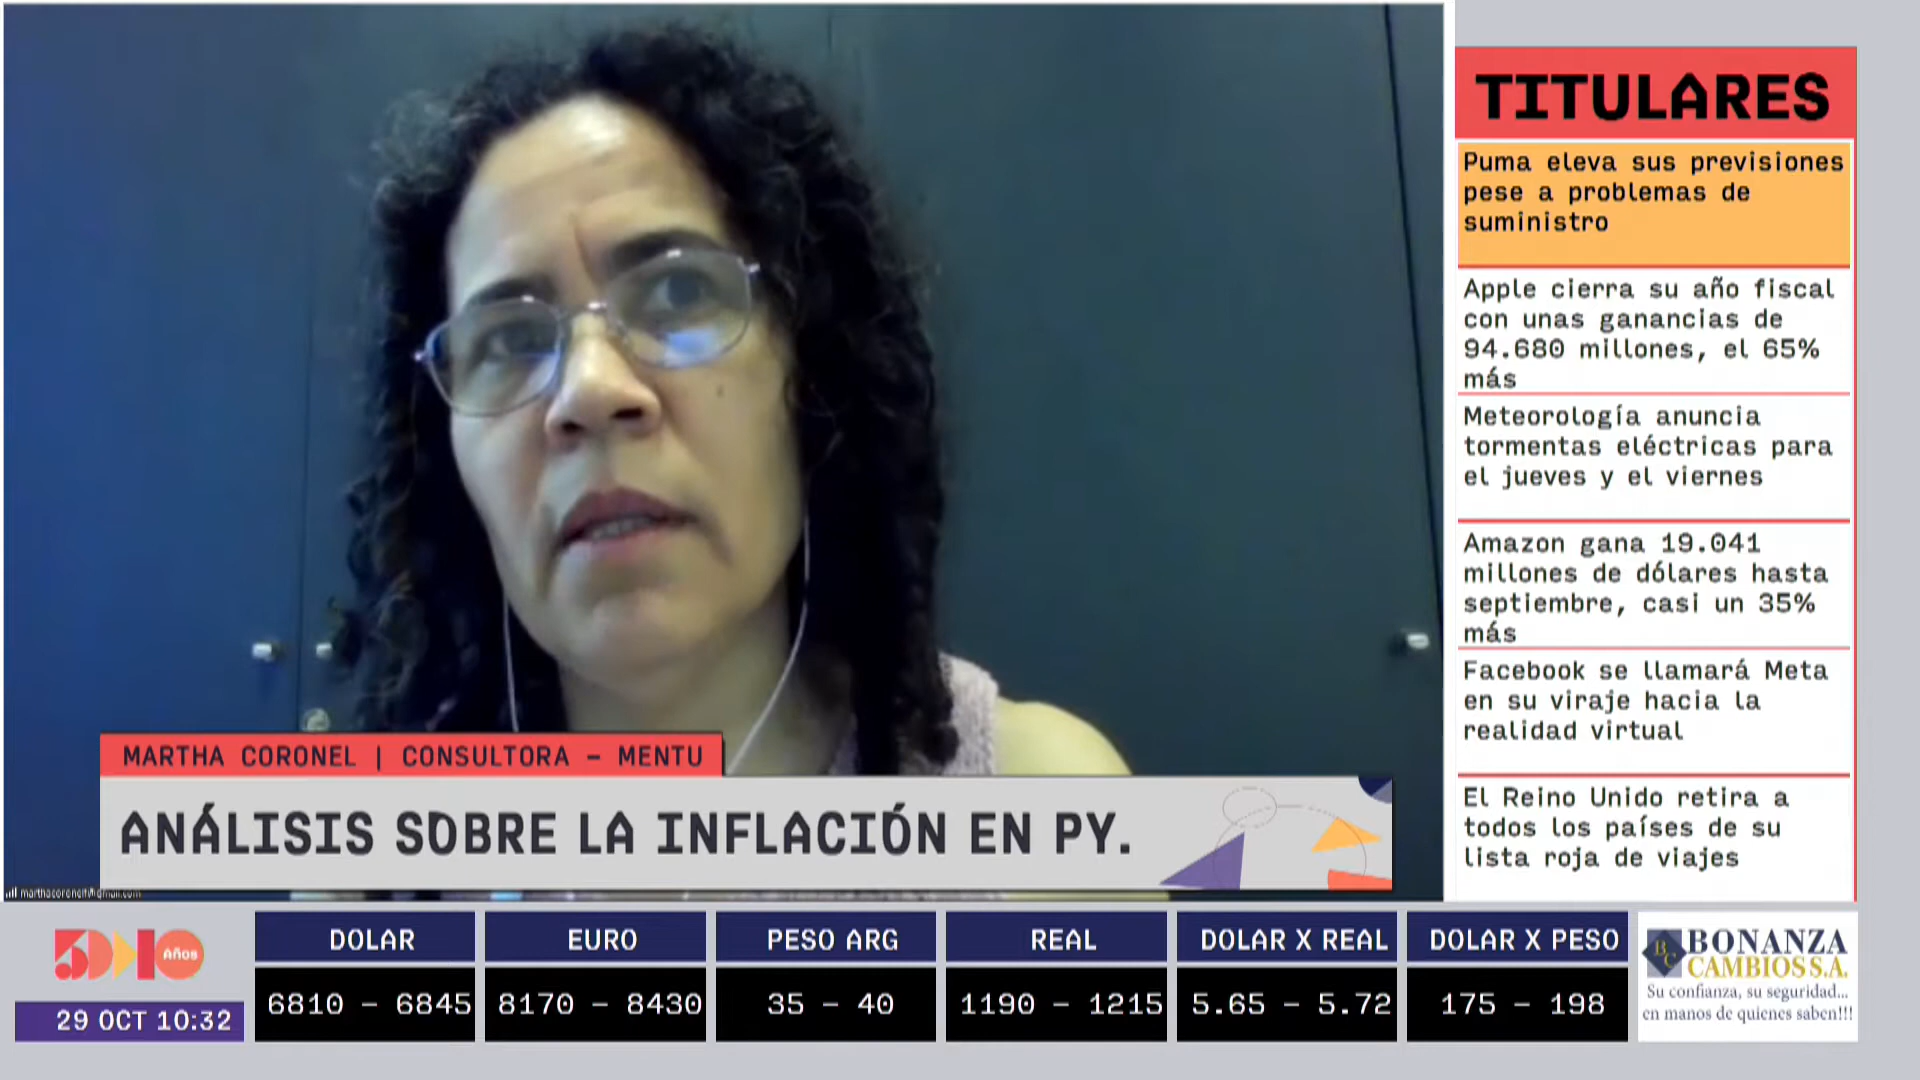 TITULARES
Puma eleva sus previsiones
pese a problemas de
suministro
Apple cierra su año fiscal
con unas ganancias de
94.680 millones, el 65%
más
Meteorología anuncia
tormentas eléctricas para
el jueves y el viernes
Amazon gana 19.041
millones de dólares hasta
septiembre, casi un 35%
más
Facebook se llamará Meta
en su viraje hacia la
realidad virtual
El Reino Unido retira a
todos los países de su
lista roja de viajes
MARTHA CORONEL | CONSULTORA - MENTU
ANÁLISIS SOBRE LA INFLACIÓN EN PY.
5D 10 Años
29 OCT 10:32
DOLAR
6810 - 6845
EURO
8170 - 8430
PESO ARG
35 - 40
REAL
1190 - 1215
DOLAR X REAL
5.65 - 5.72
DOLAR X PESO
175 - 198
BC
BONANZA
CAMBIOS S.A.
Su confianza, su seguridad...
en manos de quienes saben!!!